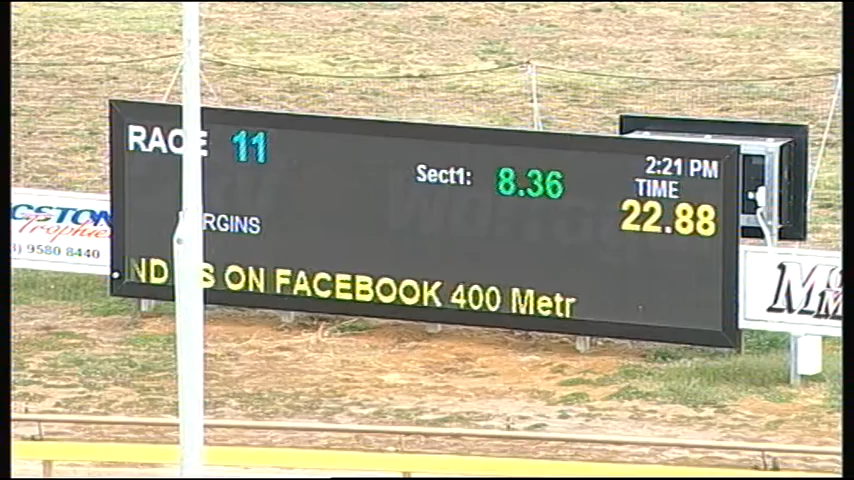 RACE 11
2:21 PM
Sect1: 8.36
TIME
22.88
RGINS
ND US ON FACEBOOK 400 Metr
GSTON
Trophie
) 9580 8440
M